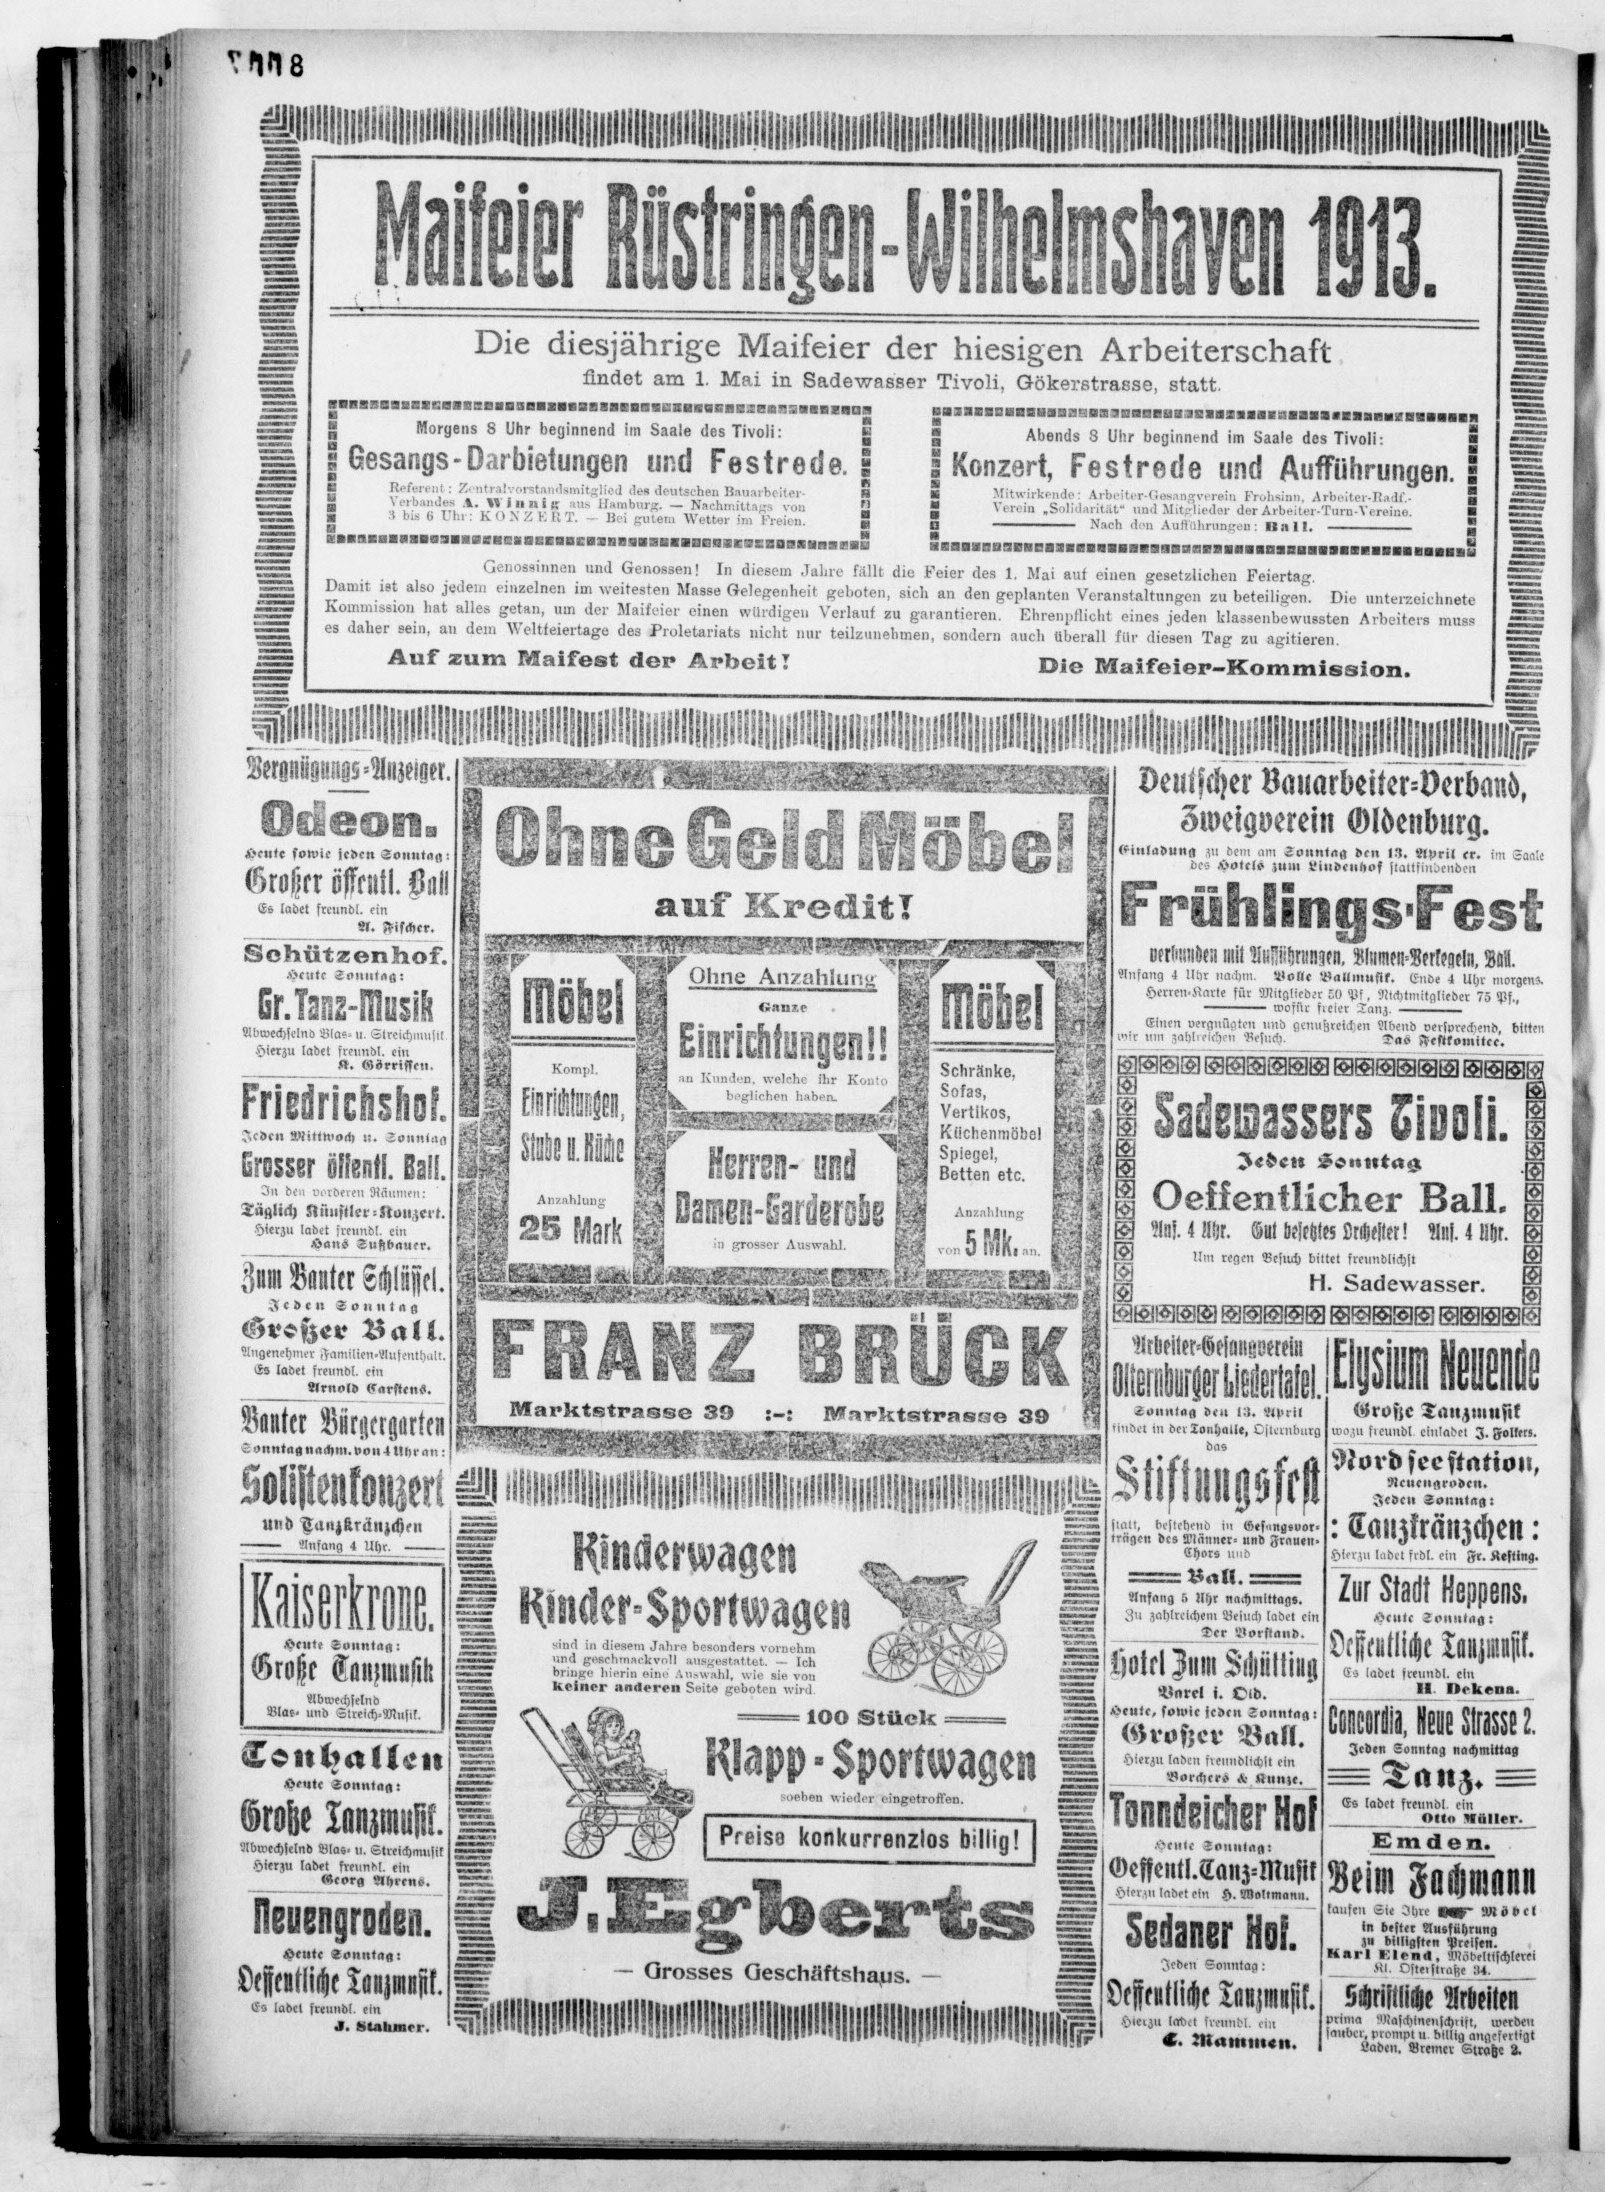 8
Maifeier Rüstringen-Wilhelmshaven 1913.
Die diesjährige Maifeier der hiesigen Arbeiterschaft
findet am 1. Mai in Sadewasser Tivoli, Gökerstrasse, statt.
Morgens 8 Uhr beginnend im Saale des Tivoli:
Gesangs-Darbietungen und Festrede.
Referent: Zentralvorstandsmitglied des deutschen Bauarbeiter-
Verbandes A. Winnig aus Hamburg. — Nachmittags von
3 bis 6 Uhr: KONZERT. — Bei gutem Wetter im Freien.
Abends 8 Uhr beginnend im Saale des Tivoli:
Konzert, Festrede und Aufführungen.
Mitwirkende: Arbeiter-Gesangverein Frohsinn, Arbeiter-Radf.-
Verein „Solidarität“ und Mitglieder der Arbeiter-Turn-Vereine.
Nach den Aufführungen: Ball.
Genossinnen und Genossen! In diesem Jahre fällt die Feier des 1. Mai auf einen gesetzlichen Feiertag.
Damit ist also jedem einzelnen im weitesten Masse Gelegenheit geboten, sich an den geplanten Veranstaltungen zu beteiligen. Die unterzeichnete
Kommission hat alles getan, um der Maifeier einen würdigen Verlauf zu garantieren. Ehrenpflicht eines jeden klassenbewussten Arbeiters muss
es daher sein, an dem Weltfeiertage des Proletariats nicht nur teilzunehmen, sondern auch überall für diesen Tag zu agitieren.
Auf zum Maifest der Arbeit!
Die Maifeier-Kommission.
Vergnügungs-Anzeiger.
Odeon.
Heute sowie jeden Sonntag:
Großer öffentl. Ball
Es ladet freundl. ein
A. Fischer.
Schützenhof.
Heute Sonntag:
Gr. Tanz-Musik
Abwechselnd Blas- u. Streichmusik
Hierzu ladet freundl. ein
K. Görrissen.
Friedrichshof.
Jeden Mittwoch u. Sonntag
Grosser öffentl. Ball.
In den vorderen Räumen:
Täglich Künstler-Konzert.
Hierzu ladet freundl. ein
Hans Sußbauer.
Zum Banter Schlüssel.
Jeden Sonntag
Großer Ball.
Angenehmer Familien-Aufenthalt.
Es ladet freundl. ein
Arnold Carstens.
Banter Bürgergarten
Sonntag nachm. von 4 Uhr an:
Solistenkonzert
und Tanzkränzchen
Anfang 4 Uhr.
Kaiserkrone.
Heute Sonntag:
Große Tanzmusik
Abwechselnd
Blas- und Streich-Musik.
Tonhallen
Heute Sonntag:
Große Tanzmusik.
Abwechselnd Blas- u. Streichmusik
Hierzu ladet freundl. ein
Georg Ahrens.
Neuengroden.
Heute Sonntag:
Oeffentliche Tanzmusik.
Es ladet freundl. ein
J. Stahmer.
Ohne Geld Möbel
auf Kredit!
Möbel
Kompl.
Einrichtungen,
Stube u. Küche
Anzahlung
25 Mark
Ohne Anzahlung
Ganze
Einrichtungen!!
an Kunden, welche ihr Konto
beglichen haben.
Herren- und
Damen-Garderobe
in grosser Auswahl.
Möbel
Schränke,
Sofas,
Vertikos,
Küchenmöbel
Spiegel,
Betten etc.
Anzahlung
von 5 Mk. an.
FRANZ BRÜCK
Marktstrasse 39 :-: Marktstrasse 39
Kinderwagen
Kinder-Sportwagen
sind in diesem Jahre besonders vornehm
und geschmackvoll ausgestattet. — Ich
bringe hierin eine Auswahl, wie sie von
keiner anderen Seite geboten wird.
100 Stück
Klapp-Sportwagen
soeben wieder eingetroffen.
Preise konkurrenzlos billig!
J. Egberts
— Grosses Geschäftshaus. —
Deutscher Bauarbeiter-Verband,
Zweigverein Oldenburg.
Einladung zu dem am Sonntag den 13. April cr. im Saale
des Hotels zum Lindenhof stattfindenden
Frühlings-Fest
verbunden mit Aufführungen, Blumen-Verkegeln, Ball.
Anfang 4 Uhr nachm. Volle Ballmusik. Ende 4 Uhr morgens.
Herren-Karte für Mitglieder 50 Pf., Nichtmitglieder 75 Pf.,
wofür freier Tanz.
Einen vergnügten und genußreichen Abend versprechend, bitten
wir um zahlreichen Besuch. Das Festkomitee.
Sadewassers Tivoli.
Jeden Sonntag
Oeffentlicher Ball.
Anf. 4 Uhr. Gut besetztes Orchester! Anf. 4 Uhr.
Um regen Besuch bittet freundlichst
H. Sadewasser.
Arbeiter-Gesangverein
Osternburger Liedertafel.
Sonntag den 13. April
findet in der Tonhalle, Osternburg
das
Stiftungsfest
statt, bestehend in Gesangsvor-
trägen des Männer- und Frauen-
Chors und
Ball.
Anfang 5 Uhr nachmittags.
Zu zahlreichem Besuch ladet ein
Der Vorstand.
Hotel Zum Schütting
Varel i. Old.
Heute, sowie jeden Sonntag:
Großer Ball.
Hierzu laden freundlichst ein
Borchers & Kunze.
Tonndeicher Hof
Heute Sonntag:
Oeffentl. Tanz-Musik
Hierzu ladet ein H. Woltmann.
Sedaner Hof.
Jeden Sonntag:
Oeffentliche Tanzmusik.
Hierzu ladet freundl. ein
C. Mammen.
Elysium Neuende
Große Tanzmusik
wozu freundl. einladet J. Folkers.
Nordseestation,
Neuengroden.
Jeden Sonntag:
: Tanzkränzchen :
Hierzu ladet frdl. ein Fr. Kesting.
Zur Stadt Heppens.
Heute Sonntag:
Oeffentliche Tanzmusik.
Es ladet freundl. ein
H. Dekena.
Concordia, Neue Strasse 2.
Jeden Sonntag nachmittag
Tanz.
Es ladet freundl. ein
Otto Müller.
Emden.
Beim Fachmann
kaufen Sie Ihre Möbel
in bester Ausführung
zu billigsten Preisen.
Karl Elend, Möbeltischlerei
Kl. Osterstraße 34.
Schriftliche Arbeiten
prima Maschinenschrift, werden
sauber, prompt u. billig angefertigt
Laden, Bremer Straße 2.